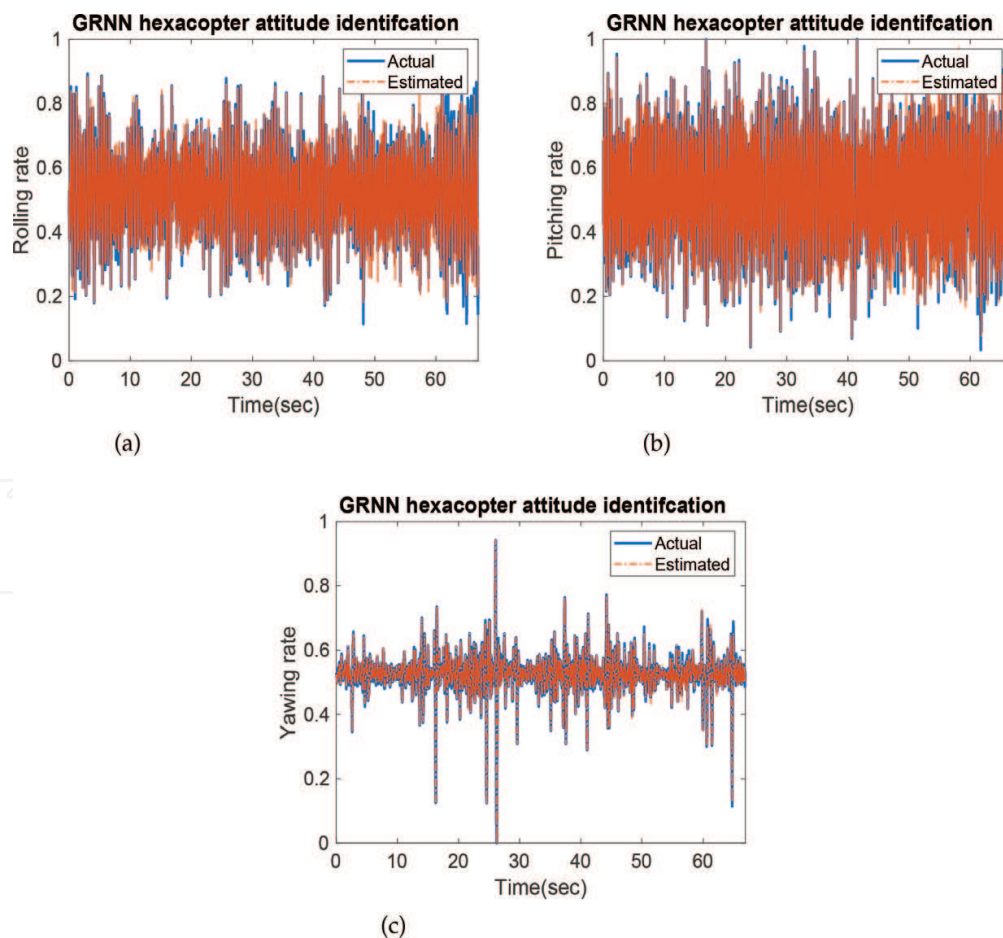 GRNN hexacopter attitude identifcation
Actual
Estimated
Rolling rate
1
0.8
0.6
0.4
0.2
0
0 10 20 30 40 50 60
Time(sec)
(a)
GRNN hexacopter attitude identifcation
Actual
Estimated
Pitching rate
1
0.8
0.6
0.4
0.2
0
0 10 20 30 40 50 60
Time(sec)
(b)
GRNN hexacopter attitude identifcation
Actual
Estimated
Yawing rate
1
0.8
0.6
0.4
0.2
0
0 10 20 30 40 50 60
Time(sec)
(c)